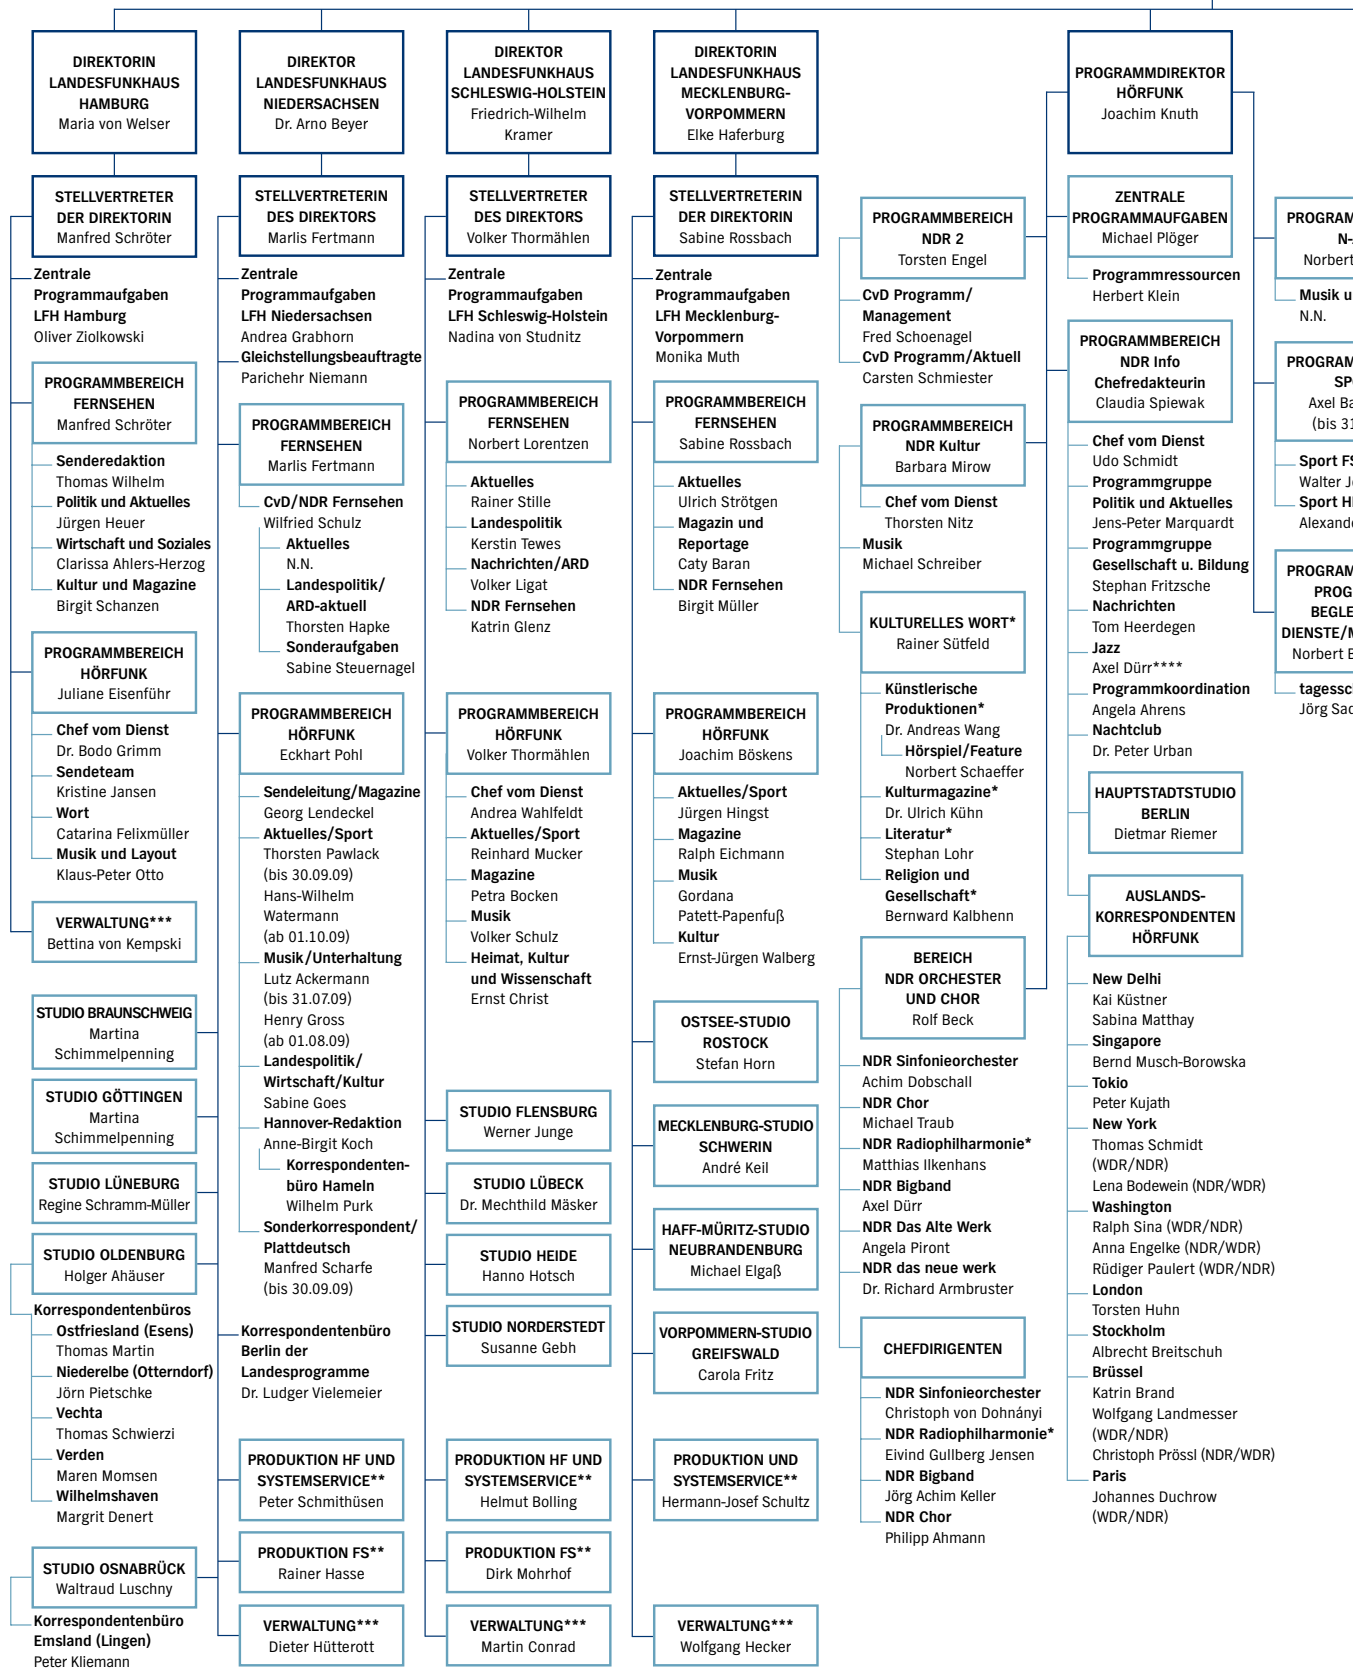 DIREKTORIN
LANDESFUNKHAUS
HAMBURG
Maria von Welser
STELLVERTRETER
DER DIREKTORIN
Manfred Schröter
Zentrale
Programmaufgaben
LFH Hamburg
Oliver Ziolkowski
PROGRAMMBEREICH
FERNSEHEN
Manfred Schröter
Senderedaktion
Thomas Wilhelm
Politik und Aktuelles
Jürgen Heuer
Wirtschaft und Soziales
Clarissa Ahlers-Herzog
Kultur und Magazine
Birgit Schanzen
PROGRAMMBEREICH
HÖRFUNK
Juliane Eisenführ
Chef vom Dienst
Dr. Bodo Grimm
Sendeteam
Kristine Jansen
Wort
Catarina Felixmüller
Musik und Layout
Klaus-Peter Otto
VERWALTUNG***
Bettina von Kempski
STUDIO BRAUNSCHWEIG
Martina
Schimmelpenning
STUDIO GÖTTINGEN
Martina
Schimmelpenning
STUDIO LÜNEBURG
Regine Schramm-Müller
STUDIO OLDENBURG
Holger Ahäuser
Korrespondentenbüros
Ostfriesland (Esens)
Thomas Martin
Niederelbe (Otterndorf)
Jörn Pietschke
Vechta
Thomas Schwierzi
Verden
Maren Momsen
Wilhelmshaven
Margrit Denert
STUDIO OSNABRÜCK
Waltraud Luschny
Korrespondentenbüro
Emsland (Lingen)
Peter Kliemann
DIREKTOR
LANDESFUNKHAUS
NIEDERSACHSEN
Dr. Arno Beyer
STELLVERTRETERIN
DES DIREKTORS
Marlis Fertmann
Zentrale
Programmaufgaben
LFH Niedersachsen
Andrea Grabhorn
Gleichstellungsbeauftragte
Parichehr Niemann
PROGRAMMBEREICH
FERNSEHEN
Marlis Fertmann
CvD/NDR Fernsehen
Wilfried Schulz
Aktuelles
N.N.
Landespolitik/
ARD-aktuell
Thorsten Hapke
Sonderaufgaben
Sabine Steuernagel
PROGRAMMBEREICH
HÖRFUNK
Eckhart Pohl
Sendeleitung/Magazine
Georg Lendeckel
Aktuelles/Sport
Thorsten Pawlack
(bis 30.09.09)
Hans-Wilhelm
Watermann
(ab 01.10.09)
Musik/Unterhaltung
Lutz Ackermann
(bis 31.07.09)
Henry Gross
(ab 01.08.09)
Landespolitik/
Wirtschaft/Kultur
Sabine Goes
Hannover-Redaktion
Anne-Birgit Koch
Korrespondenten-
büro Hameln
Wilhelm Purk
Sonderkorrespondent/
Plattdeutsch
Manfred Scharfe
(bis 30.09.09)
Korrespondentenbüro
Berlin der
Landesprogramme
Dr. Ludger Vielemeier
PRODUKTION HF UND
SYSTEMSERVICE**
Peter Schmithüsen
PRODUKTION FS**
Rainer Hasse
VERWALTUNG***
Dieter Hütterott
DIREKTOR
LANDESFUNKHAUS
SCHLESWIG-HOLSTEIN
Friedrich-Wilhelm
Kramer
STELLVERTRETER
DES DIREKTORS
Volker Thormählen
Zentrale
Programmaufgaben
LFH Schleswig-Holstein
Nadina von Studnitz
PROGRAMMBEREICH
FERNSEHEN
Norbert Lorentzen
Aktuelles
Rainer Stille
Landespolitik
Kerstin Tewes
Nachrichten/ARD
Volker Ligat
NDR Fernsehen
Katrin Glenz
PROGRAMMBEREICH
HÖRFUNK
Volker Thormählen
Chef vom Dienst
Andrea Wahlfeldt
Aktuelles/Sport
Reinhard Mucker
Magazine
Petra Bocken
Musik
Volker Schulz
Heimat, Kultur
und Wissenschaft
Ernst Christ
STUDIO FLENSBURG
Werner Junge
STUDIO LÜBECK
Dr. Mechthild Mäsker
STUDIO HEIDE
Hanno Hotsch
STUDIO NORDERSTEDT
Susanne Gebh
PRODUKTION HF UND
SYSTEMSERVICE**
Helmut Bolling
PRODUKTION FS**
Dirk Mohrhof
VERWALTUNG***
Martin Conrad
DIREKTORIN
LANDESFUNKHAUS
MECKLENBURG-
VORPOMMERN
Elke Haferburg
STELLVERTRETERIN
DER DIREKTORIN
Sabine Rossbach
Zentrale
Programmaufgaben
LFH Mecklenburg-
Vorpommern
Monika Muth
PROGRAMMBEREICH
FERNSEHEN
Sabine Rossbach
Aktuelles
Ulrich Strötgen
Magazin und
Reportage
Caty Baran
NDR Fernsehen
Birgit Müller
PROGRAMMBEREICH
HÖRFUNK
Joachim Böskens
Aktuelles/Sport
Jürgen Hingst
Magazine
Ralph Eichmann
Musik
Gordana
Patett-Papenfuß
Kultur
Ernst-Jürgen Walberg
OSTSEE-STUDIO
ROSTOCK
Stefan Horn
MECKLENBURG-STUDIO
SCHWERIN
André Keil
HAFF-MÜRITZ-STUDIO
NEUBRANDENBURG
Michael Elgaß
VORPOMMERN-STUDIO
GREIFSWALD
Carola Fritz
PRODUKTION UND
SYSTEMSERVICE**
Hermann-Josef Schultz
VERWALTUNG***
Wolfgang Hecker
PROGRAMMDIREKTOR
HÖRFUNK
Joachim Knuth
PROGRAMMBEREICH
NDR 2
Torsten Engel
CvD Programm/
Management
Fred Schoenagel
CvD Programm/Aktuell
Carsten Schmiester
PROGRAMMBEREICH
NDR Kultur
Barbara Mirow
Chef vom Dienst
Thorsten Nitz
Musik
Michael Schreiber
KULTURELLES WORT*
Rainer Sütfeld
Künstlerische
Produktionen*
Dr. Andreas Wang
Hörspiel/Feature
Norbert Schaeffer
Kulturmagazine*
Dr. Ulrich Kühn
Literatur*
Stephan Lohr
Religion und
Gesellschaft*
Bernward Kalbhenn
BEREICH
NDR ORCHESTER
UND CHOR
Rolf Beck
NDR Sinfonieorchester
Achim Dobschall
NDR Chor
Michael Traub
NDR Radiophilharmonie*
Matthias Ilkenhans
NDR Bigband
Axel Dürr
NDR Das Alte Werk
Angela Piront
NDR das neue werk
Dr. Richard Armbruster
CHEFDIRIGENTEN
NDR Sinfonieorchester
Christoph von Dohnányi
NDR Radiophilharmonie*
Eivind Gullberg Jensen
NDR Bigband
Jörg Achim Keller
NDR Chor
Philipp Ahmann
ZENTRALE
PROGRAMMAUFGABEN
Michael Plöger
Programmressourcen
Herbert Klein
PROGRAMMBEREICH
NDR Info
Chefredakteurin
Claudia Spiewak
Chef vom Dienst
Udo Schmidt
Programmgruppe
Politik und Aktuelles
Jens-Peter Marquardt
Programmgruppe
Gesellschaft u. Bildung
Stephan Fritzsche
Nachrichten
Tom Heerdegen
Jazz
Axel Dürr****
Programmkoordination
Angela Ahrens
Nachtclub
Dr. Peter Urban
HAUPTSTADTSTUDIO
BERLIN
Dietmar Riemer
AUSLANDS-
KORRESPONDENTEN
HÖRFUNK
New Delhi
Kai Küstner
Sabina Matthay
Singapore
Bernd Musch-Borowska
Tokio
Peter Kujath
New York
Thomas Schmidt
(WDR/NDR)
Lena Bodewein (NDR/WDR)
Washington
Ralph Sina (WDR/NDR)
Anna Engelke (NDR/WDR)
Rüdiger Paulert (WDR/NDR)
London
Torsten Huhn
Stockholm
Albrecht Breitschuh
Brüssel
Katrin Brand
Wolfgang Landmesser
(WDR/NDR)
Christoph Prössl (NDR/WDR)
Paris
Johannes Duchrow
(WDR/NDR)
PROGRAM
N-
Norbert
Musik u
N.N.
PROGRAM
SPO
Axel Ba
(bis 31
Sport FS
Walter J
Sport H
Alexand
PROGRAM
PROG
BEGLE
DIENSTE/M
Norbert
tagessc
Jörg Sa